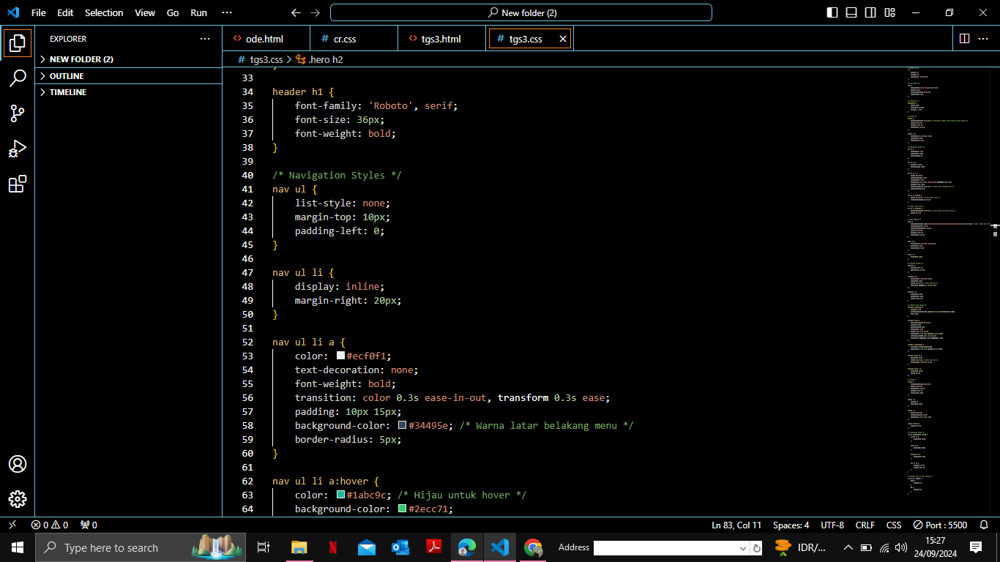 File Edit Selection View Go Run ··· New folder (2)
EXPLORER ···
NEW FOLDER (2)
OUTLINE
TIMELINE
<> ode.html # cr.css <> tgs3.html # tgs3.css
# tgs3.css > .hero h2
33
34 header h1 {
35 font-family: 'Roboto', serif;
36 font-size: 36px;
37 font-weight: bold;
38 }
39
40 /* Navigation Styles */
41 nav ul {
42 list-style: none;
43 margin-top: 10px;
44 padding-left: 0;
45 }
46
47 nav ul li {
48 display: inline;
49 margin-right: 20px;
50 }
51
52 nav ul li a {
53 color: #ecf0f1;
54 text-decoration: none;
55 font-weight: bold;
56 transition: color 0.3s ease-in-out, transform 0.3s ease;
57 padding: 10px 15px;
58 background-color: #34495e; /* Warna latar belakang menu */
59 border-radius: 5px;
60 }
61
62 nav ul li a:hover {
63 color: #1abc9c; /* Hijau untuk hover */
64 background-color: #2ecc71;
0 0 0 Ln 83, Col 11 Spaces: 4 UTF-8 CRLF CSS Port : 5500
Type here to search Address IDR/... 15:27
24/09/2024